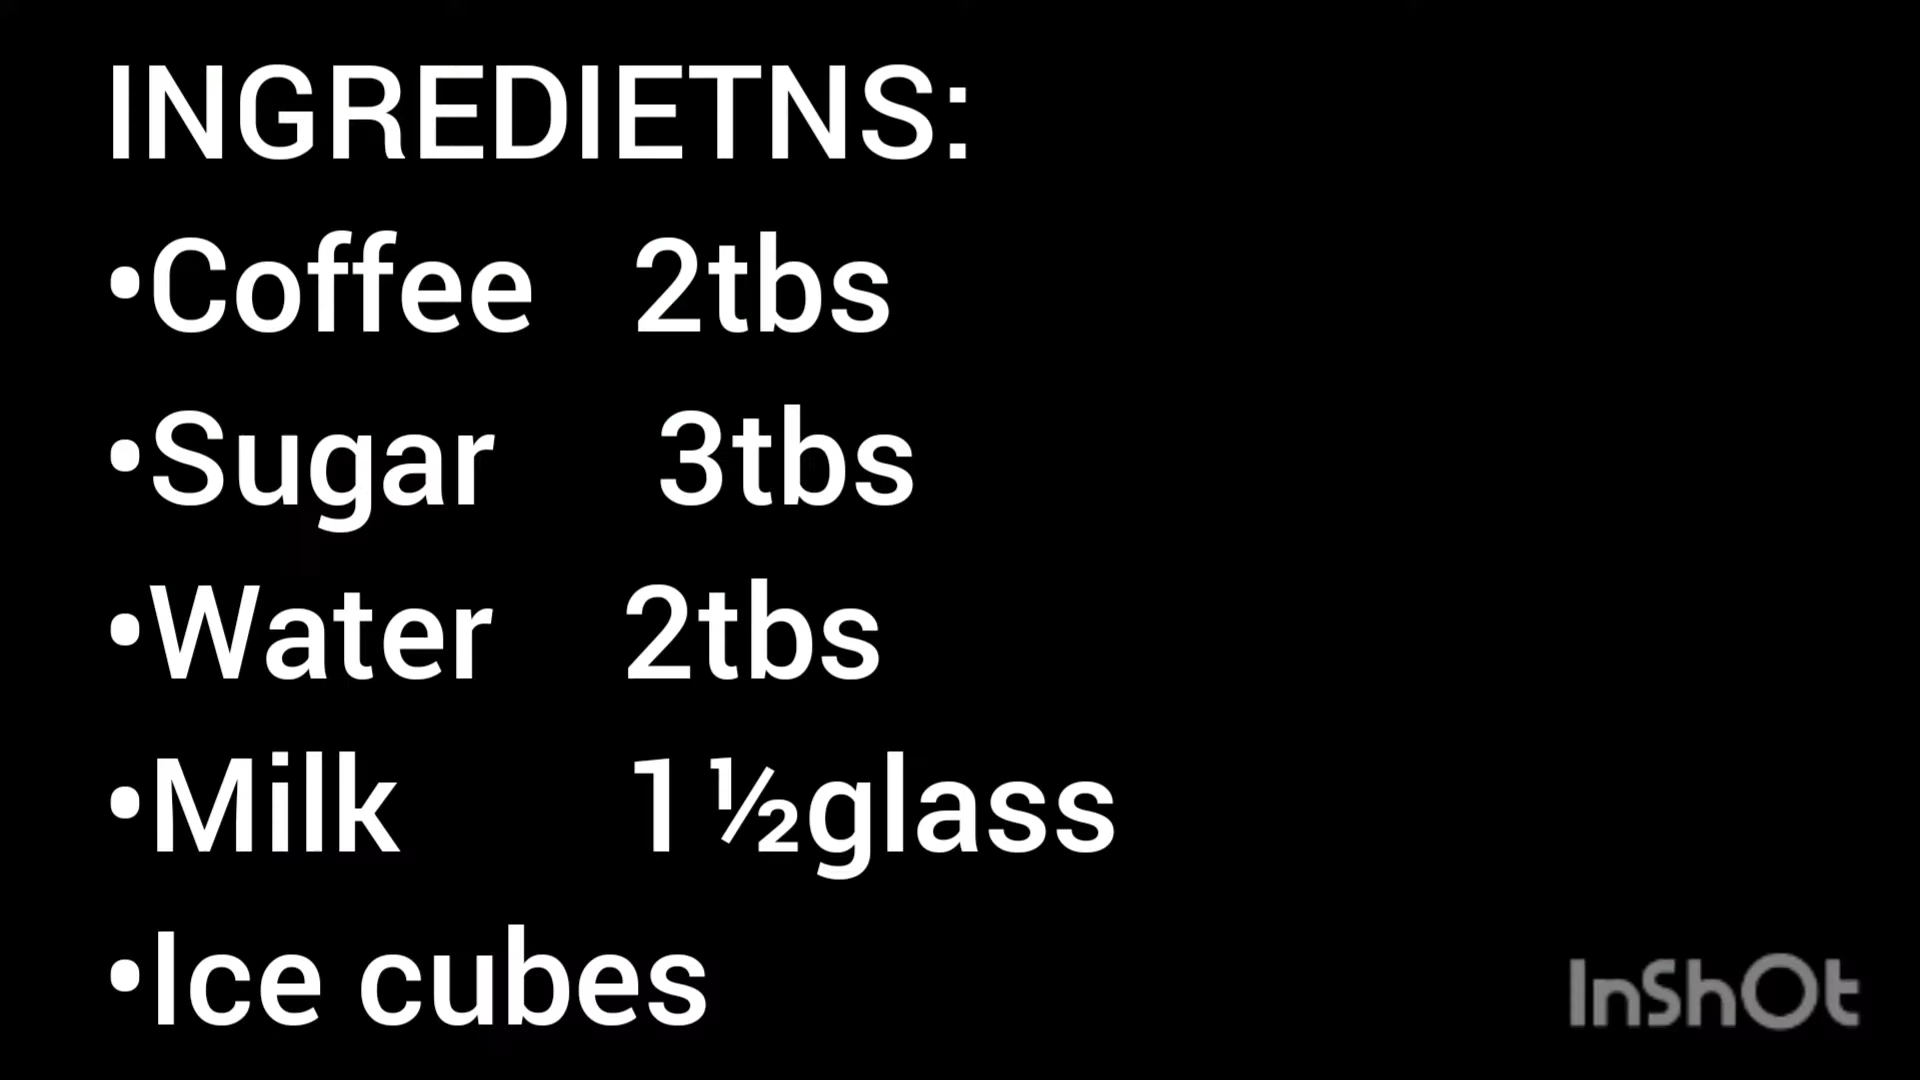 INGREDIETNS:
•Coffee 2tbs
•Sugar 3tbs
•Water 2tbs
•Milk 1½glass
•Ice cubes
InShOt